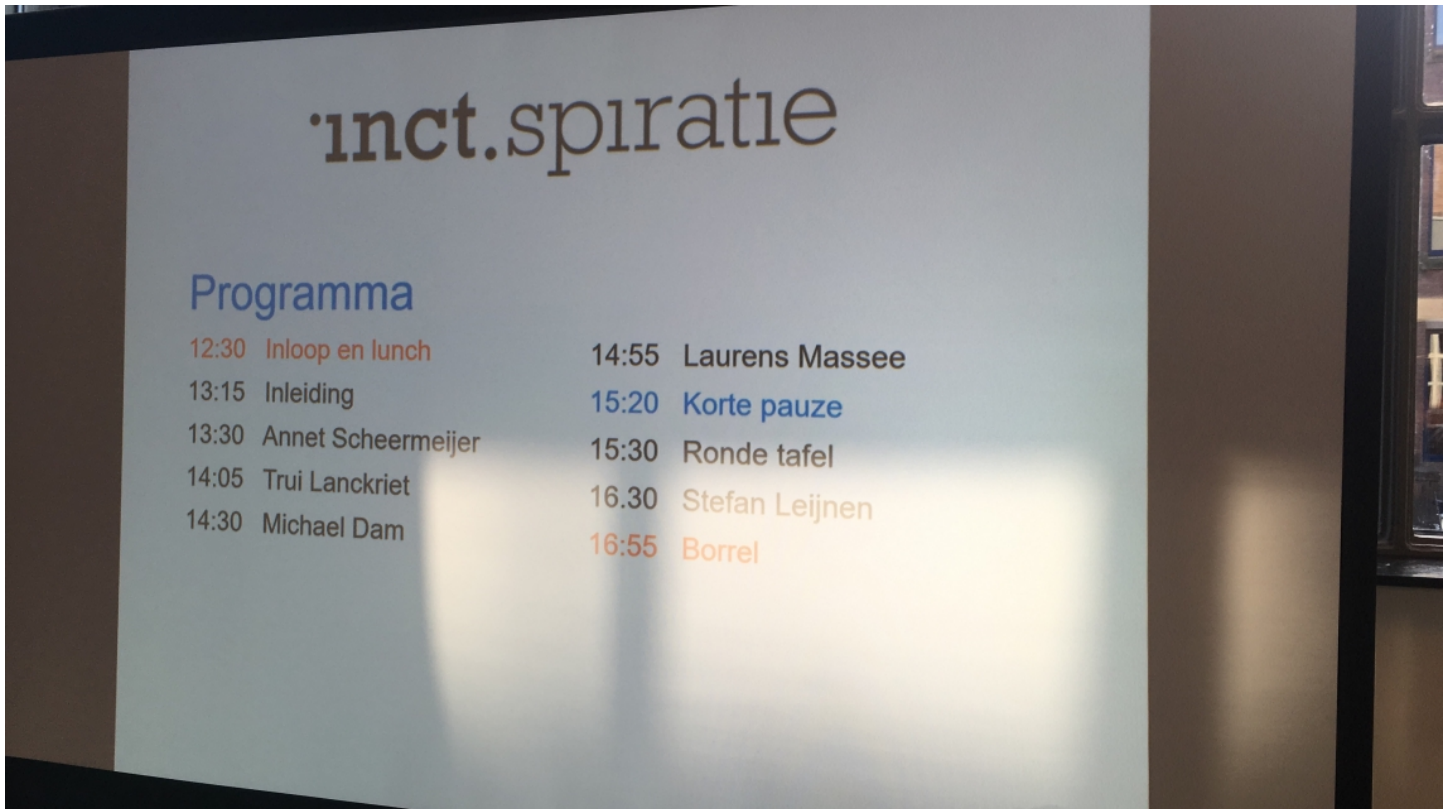 inct.spiratie
Programma
12:30 Inloop en lunch
13:15 Inleiding
13:30 Annet Scheermeijer
14:05 Trui Lanckriet
14:30 Michael Dam
14:55 Laurens Massee
15:20 Korte pauze
15:30 Ronde tafel
16.30 Stefan Leijnen
16:55 Borrel